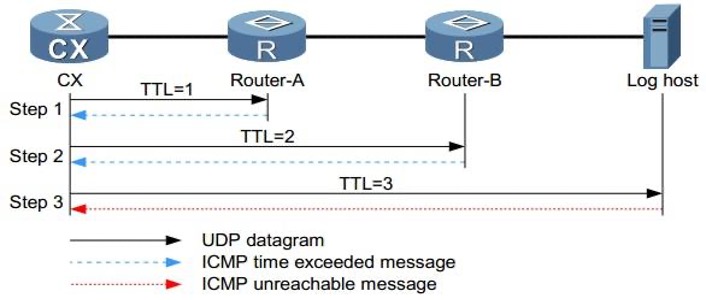 CX
R
R
CX
Router-A
Router-B
Log host
Step 1
TTL=1
Step 2
TTL=2
Step 3
TTL=3
UDP datagram
ICMP time exceeded message
ICMP unreachable message